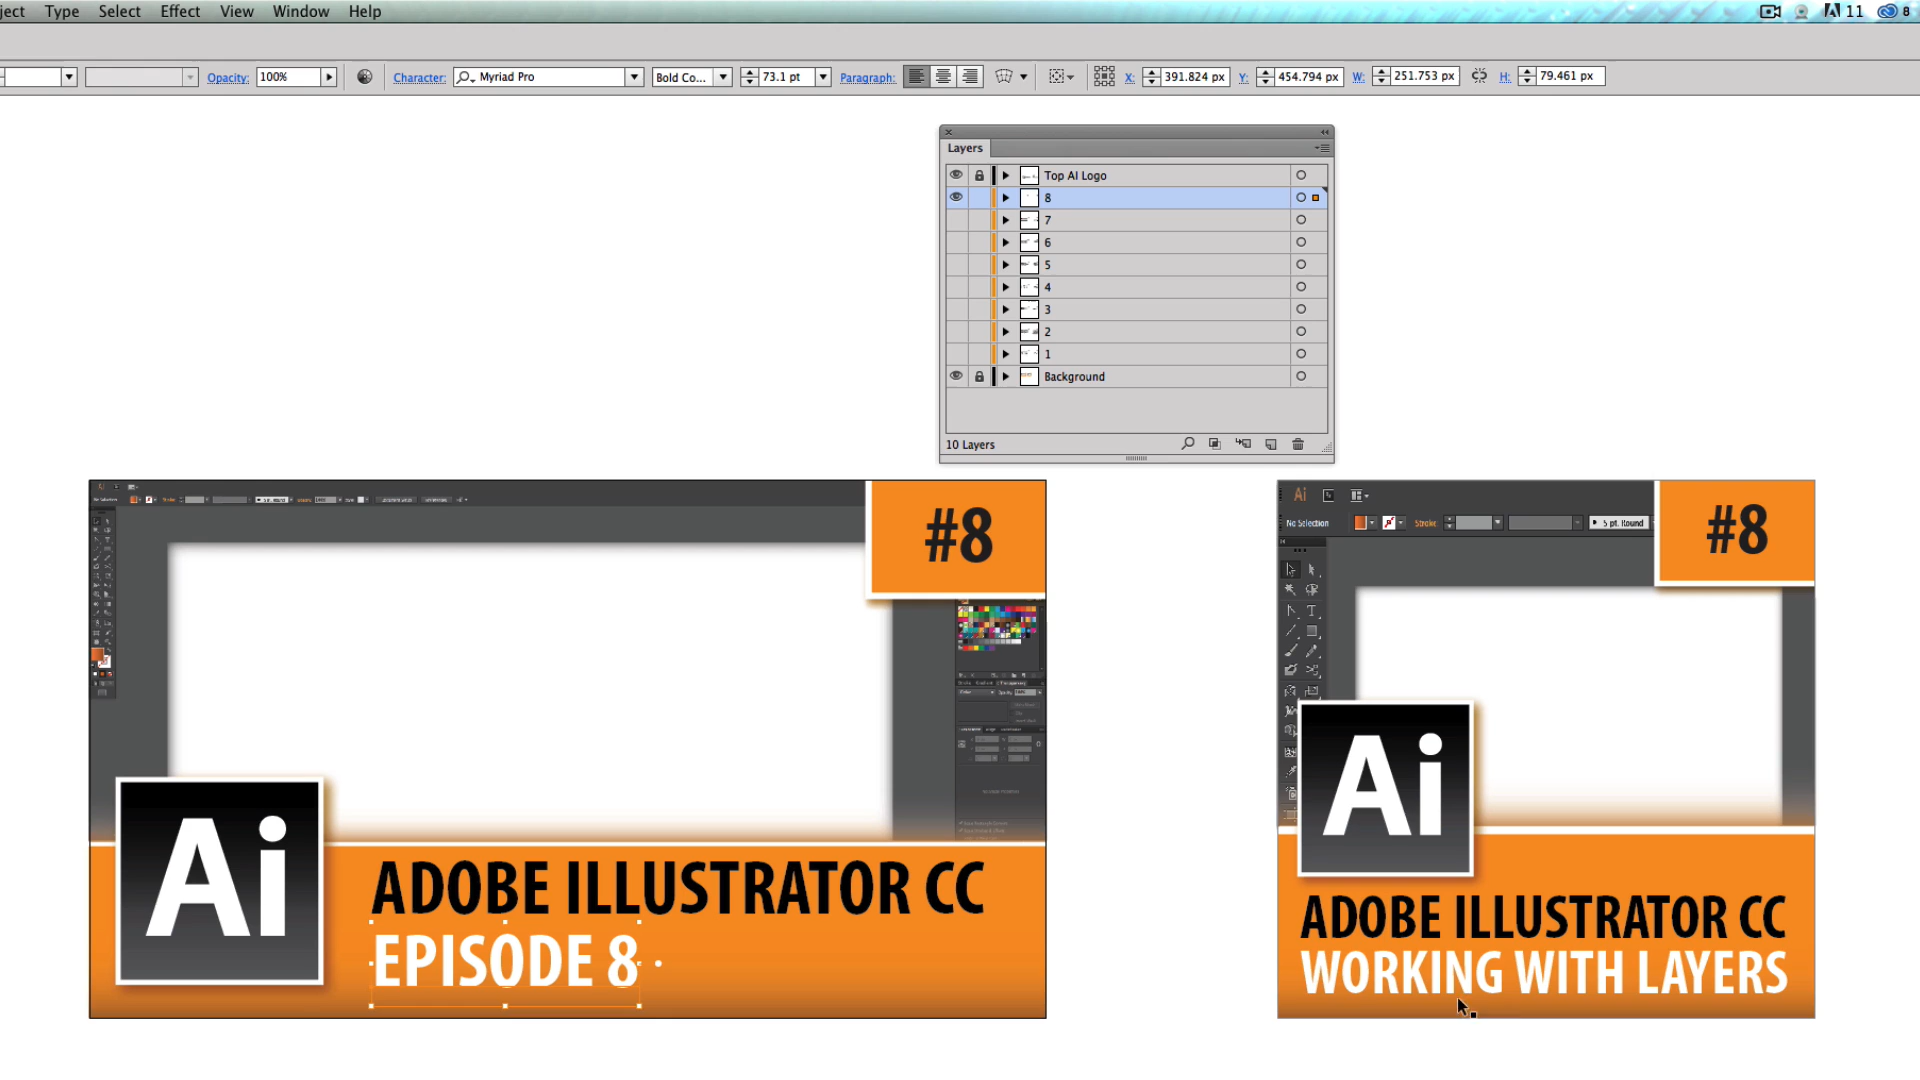 ject Type Select Effect View Window Help 11 8
Opacity: 100% Character: Myriad Pro Bold Co... 73.1 pt Paragraph: X: 391.824 px Y: 454.794 px W: 251.753 px H: 79.461 px
Layers
Top AI Logo
8
7
6
5
4
3
2
1
Background
10 Layers
#8
Ai
ADOBE ILLUSTRATOR CC
EPISODE 8
Ai
No Selection Stroke: 5 pt. Round
#8
Ai
ADOBE ILLUSTRATOR CC
WORKING WITH LAYERS